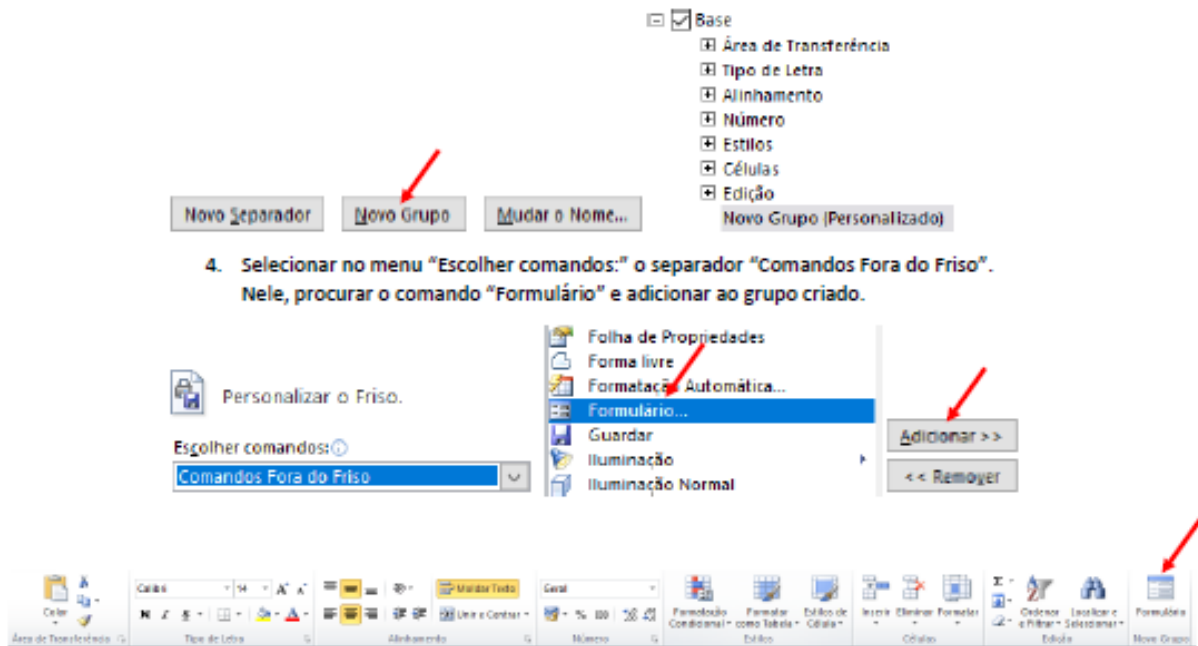 Base
Área de Transferência
Tipo de Letra
Alinhamento
Número
Estilos
Células
Edição
Novo Grupo (Personalizado)
Novo Separador
Novo Grupo
Mudar o Nome...
4. Selecionar no menu “Escolher comandos:” o separador “Comandos Fora do Friso”.
Nele, procurar o comando “Formulário” e adicionar ao grupo criado.
Personalizar o Friso.
Escolher comandos:
Comandos Fora do Friso
Folha de Propriedades
Forma livre
Formatação Automática...
Formulário...
Guardar
Iluminação
Iluminação Normal
Adicionar >>
<< Remover
Colar
Área de Transferência
Calibri
14
N I S
Tipo de Letra
Moldar Texto
Unir e Centrar
Alinhamento
Geral
% 000
Número
Formatação Condicional
Formatar como Tabela
Estilos de Célula
Estilos
Inserir Eliminar Formatar
Células
Ordenar e Filtrar
Localizar e Selecionar
Edição
Formulário
Novo Grupo